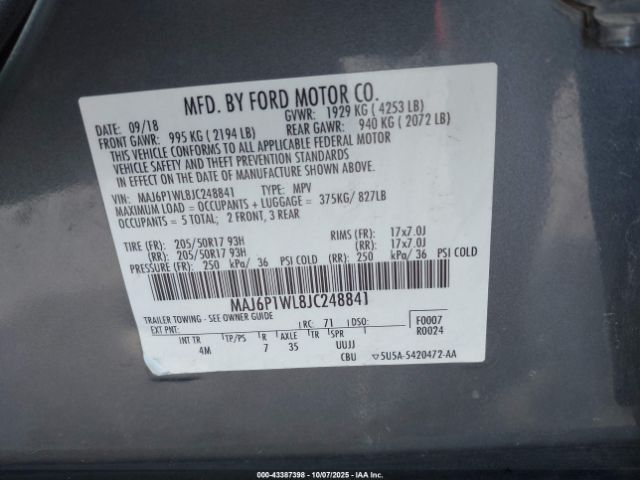 MFD. BY FORD MOTOR CO.
DATE: 09/18 GVWR: 1929 KG ( 4253 LB)
FRONT GAWR: 995 KG ( 2194 LB) REAR GAWR: 940 KG ( 2072 LB)
THIS VEHICLE CONFORMS TO ALL APPLICABLE FEDERAL MOTOR
VEHICLE SAFETY AND THEFT PREVENTION STANDARDS
IN EFFECT ON THE DATE OF MANUFACTURE SHOWN ABOVE.
VIN: MAJ6P1WL8JC248841 TYPE: MPV
MAXIMUM LOAD = OCCUPANTS + LUGGAGE = 375KG/ 827LB
OCCUPANTS = 5 TOTAL; 2 FRONT, 3 REAR
TIRE (FR): 205/50R17 93H RIMS (FR): 17x7.0J
(RR): 205/50R17 93H (RR): 17x7.0J
PRESSURE (FR): 250 kPa/ 36 PSI COLD (RR): 250 kPa/ 36 PSI COLD
MAJ6P1WL8JC248841
TRAILER TOWING - SEE OWNER GUIDE
EXT PNT: RC: 71 DSO: F0007
R0024
INT TR TP/PS R AXLE TR SPR
4M 7 35 UUJJ
CBU 5U5A-5420472-AA
000-43387398 - 10/07/2025 - IAA Inc.